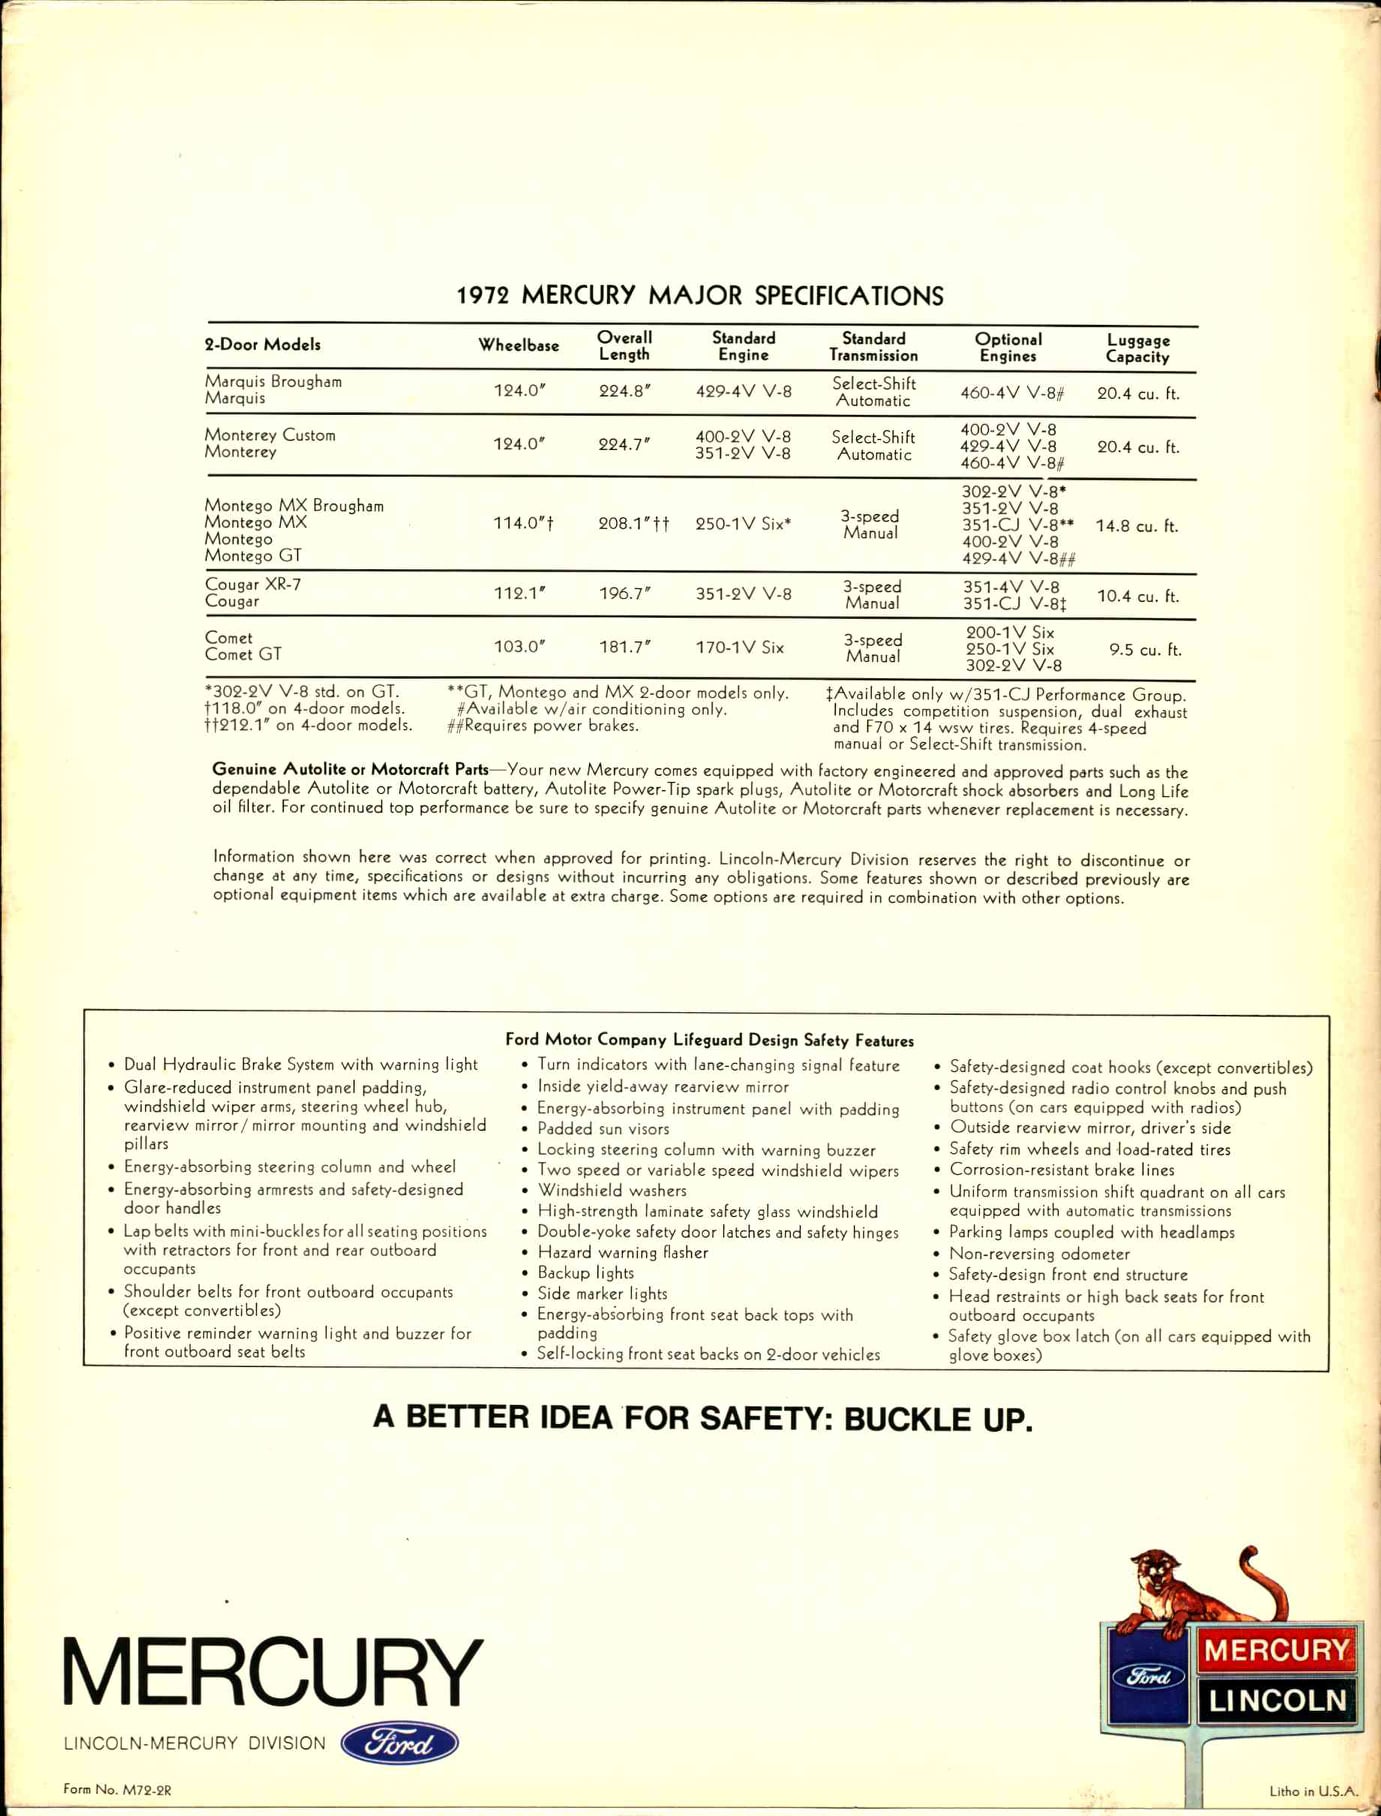 1972 MERCURY MAJOR SPECIFICATIONS
2-Door Models Wheelbase Overall Length Standard Engine Standard Transmission Optional Engines Luggage Capacity
Marquis Brougham
Marquis
124.0″ 224.8″ 429-4V V-8 Select-Shift Automatic 460-4V V-8# 20.4 cu. ft.
Monterey Custom
Monterey
124.0″ 224.7″
400-2V V-8
351-2V V-8
Select-Shift
Automatic
400-2V V-8
429-4V V-8
460-4V V-8#
20.4 cu. ft.
Montego MX Brougham
Montego MX
Montego
Montego GT
114.0″† 208.1″†† 250-1V Six*
3-speed
Manual
302-2V V-8*
351-2V V-8
351-CJ V-8**
400-2V V-8
429-4V V-8##
14.8 cu. ft.
Cougar XR-7
Cougar
112.1″ 196.7″ 351-2V V-8
3-speed
Manual
351-4V V-8
351-CJ V-8‡
10.4 cu. ft.
Comet
Comet GT
103.0″ 181.7″ 170-1V Six
3-speed
Manual
200-1V Six
250-1V Six
302-2V V-8
9.5 cu. ft.
*302-2V V-8 std. on GT.
†118.0″ on 4-door models.
††212.1″ on 4-door models.
**GT, Montego and MX 2-door models only.
#Available w/air conditioning only.
##Requires power brakes.
‡Available only w/351-CJ Performance Group.
Includes competition suspension, dual exhaust
and F70 x 14 wsw tires. Requires 4-speed
manual or Select-Shift transmission.
Genuine Autolite or Motorcraft Parts—Your new Mercury comes equipped with factory engineered and approved parts such as the
dependable Autolite or Motorcraft battery, Autolite Power-Tip spark plugs, Autolite or Motorcraft shock absorbers and Long Life
oil filter. For continued top performance be sure to specify genuine Autolite or Motorcraft parts whenever replacement is necessary.
Information shown here was correct when approved for printing. Lincoln-Mercury Division reserves the right to discontinue or
change at any time, specifications or designs without incurring any obligations. Some features shown or described previously are
optional equipment items which are available at extra charge. Some options are required in combination with other options.
Ford Motor Company Lifeguard Design Safety Features
• Dual Hydraulic Brake System with warning light
• Glare-reduced instrument panel padding,
windshield wiper arms, steering wheel hub,
rearview mirror/mirror mounting and windshield
pillars
• Energy-absorbing steering column and wheel
• Energy-absorbing armrests and safety-designed
door handles
• Lap belts with mini-buckles for all seating positions
with retractors for front and rear outboard
occupants
• Shoulder belts for front outboard occupants
(except convertibles)
• Positive reminder warning light and buzzer for
front outboard seat belts
• Turn indicators with lane-changing signal feature
• Inside yield-away rearview mirror
• Energy-absorbing instrument panel with padding
• Padded sun visors
• Locking steering column with warning buzzer
• Two speed or variable speed windshield wipers
• Windshield washers
• High-strength laminate safety glass windshield
• Double-yoke safety door latches and safety hinges
• Hazard warning flasher
• Backup lights
• Side marker lights
• Energy-absorbing front seat back tops with
padding
• Self-locking front seat backs on 2-door vehicles
• Safety-designed coat hooks (except convertibles)
• Safety-designed radio control knobs and push
buttons (on cars equipped with radios)
• Outside rearview mirror, driver's side
• Safety rim wheels and load-rated tires
• Corrosion-resistant brake lines
• Uniform transmission shift quadrant on all cars
equipped with automatic transmissions
• Parking lamps coupled with headlamps
• Non-reversing odometer
• Safety-design front end structure
• Head restraints or high back seats for front
outboard occupants
• Safety glove box latch (on all cars equipped with
glove boxes)
A BETTER IDEA FOR SAFETY: BUCKLE UP.
MERCURY
LINCOLN-MERCURY DIVISION Ford
Form No. M72-2R
Ford
MERCURY
LINCOLN
Litho in U.S.A.